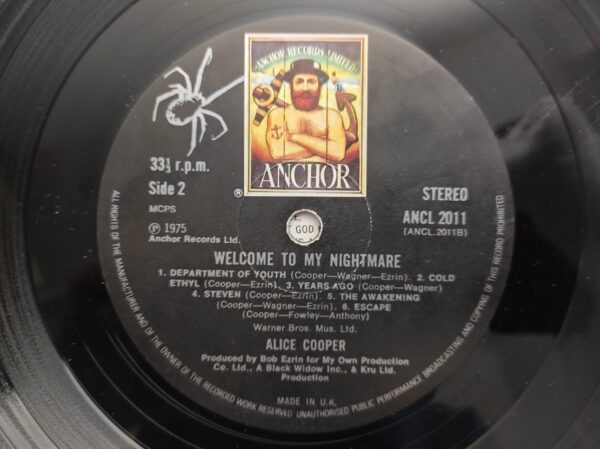 ANCHOR RECORDS LIMITED
ANCHOR
®
33⅓ r.p.m.
Side 2
MCPS
℗ 1975
Anchor Records Ltd.
STEREO
ANCL 2011
(ANCL.2011B)
GOD
WELCOME TO MY NIGHTMARE
1. DEPARTMENT OF YOUTH (Cooper—Wagner—Ezrin). 2. COLD
ETHYL (Cooper—Ezrin). 3. YEARS AGO (Cooper—Wagner)
4. STEVEN (Cooper—Ezrin). 5. THE AWAKENING
(Cooper—Wagner—Ezrin). 6. ESCAPE
(Cooper—Fowley—Anthony)
Warner Bros. Mus. Ltd.
ALICE COOPER
Produced by Bob Ezrin for My Own Production
Co. Ltd., A Black Widow Inc., & Kru Ltd.
Production
MADE IN U.K.
ALL RIGHTS OF THE MANUFACTURER AND OF THE OWNER OF THE RECORDED WORK RESERVED UNAUTHORISED PUBLIC PERFORMANCE BROADCASTING AND COPYING OF THIS RECORD PROHIBITED